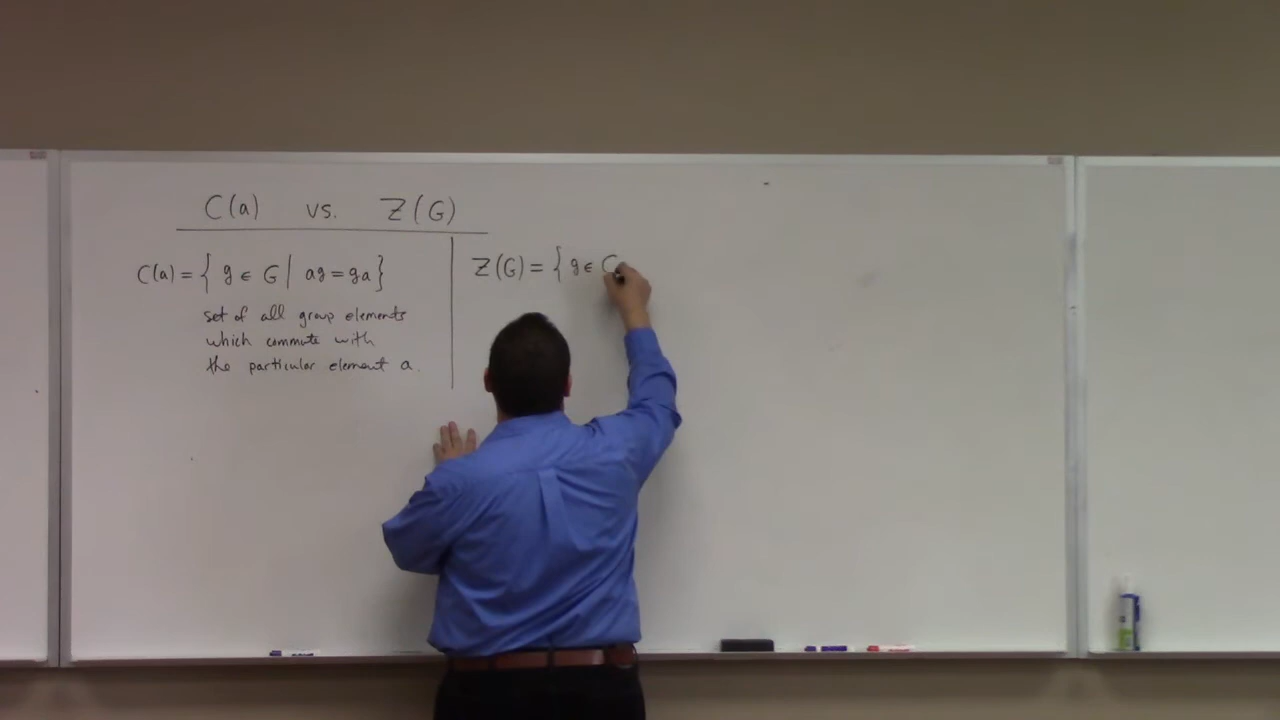 C(a) vs. Z(G)
C(a) = { g ∈ G | ag = ga }
set of all group elements
which commute with
the particular element a.
Z(G) = { g ∈ G